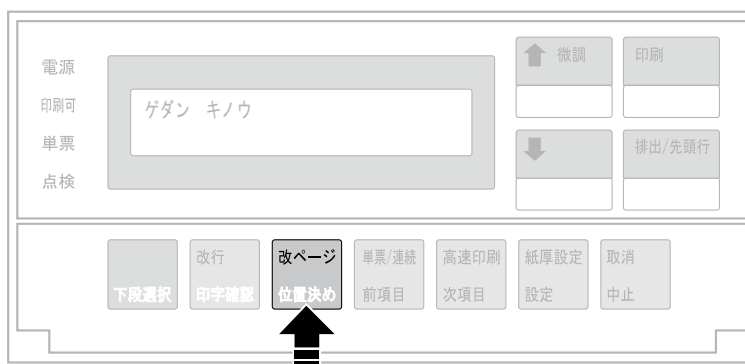 電源
印刷可
単票
点検
ゲダン キノウ
微調
印刷
排出/先頭行
下段選択
改行
印字確認
改ページ
位置決め
単票/連続
前項目
高速印刷
次項目
紙厚設定
設定
取消
中止